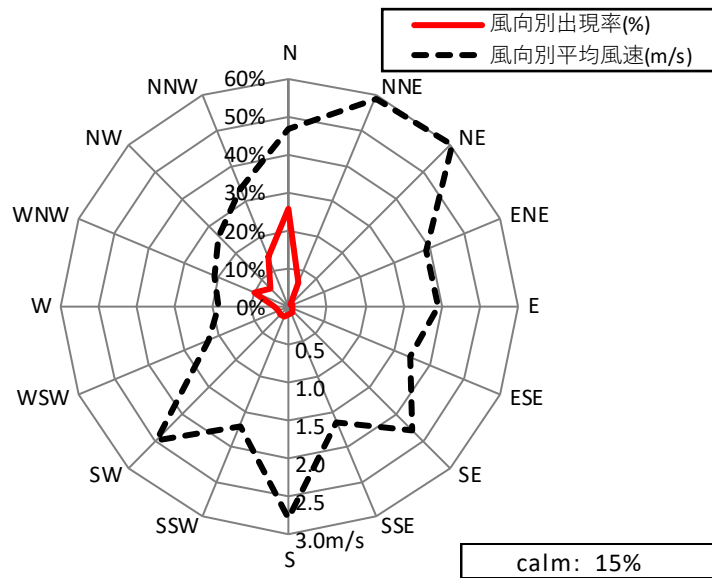 風向別出現率(%)
風向別平均風速(m/s)
N
NNE
NE
ENE
E
ESE
SE
SSE
S
SSW
SW
WSW
W
WNW
NW
NNW
60%
50%
40%
30%
20%
10%
0%
0.5
1.0
1.5
2.0
2.5
3.0m/s
calm: 15%